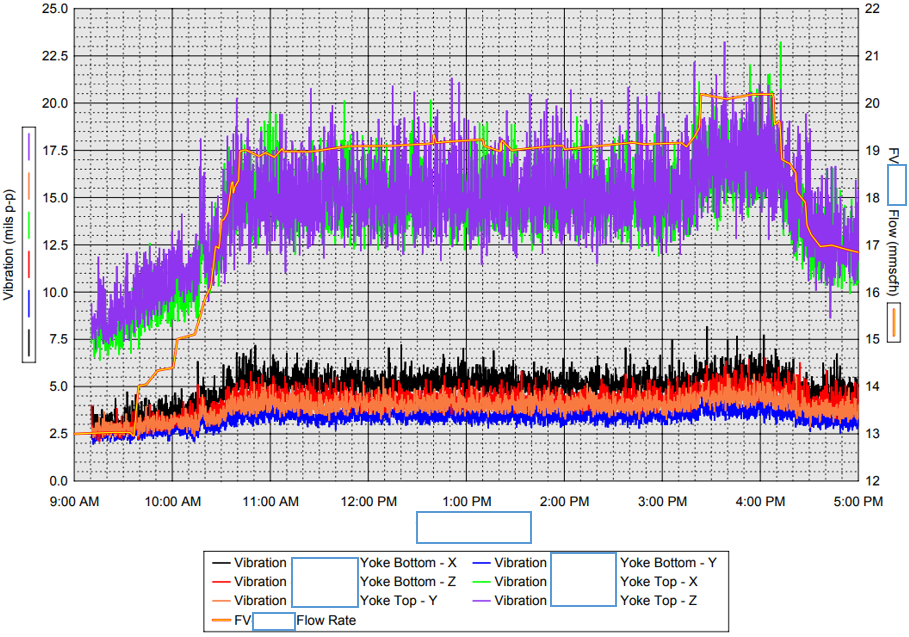 25.0
22.5
20.0
17.5
15.0
12.5
10.0
7.5
5.0
2.5
0.0
Vibration (mils p-p)
22
21
20
19
18
17
16
15
14
13
12
FV
Flow (mmscfh)
9:00 AM 10:00 AM 11:00 AM 12:00 PM 1:00 PM 2:00 PM 3:00 PM 4:00 PM 5:00 PM
Vibration Yoke Bottom - X Vibration Yoke Bottom - Y
Vibration Yoke Bottom - Z Vibration Yoke Top - X
Vibration Yoke Top - Y Vibration Yoke Top - Z
FV Flow Rate